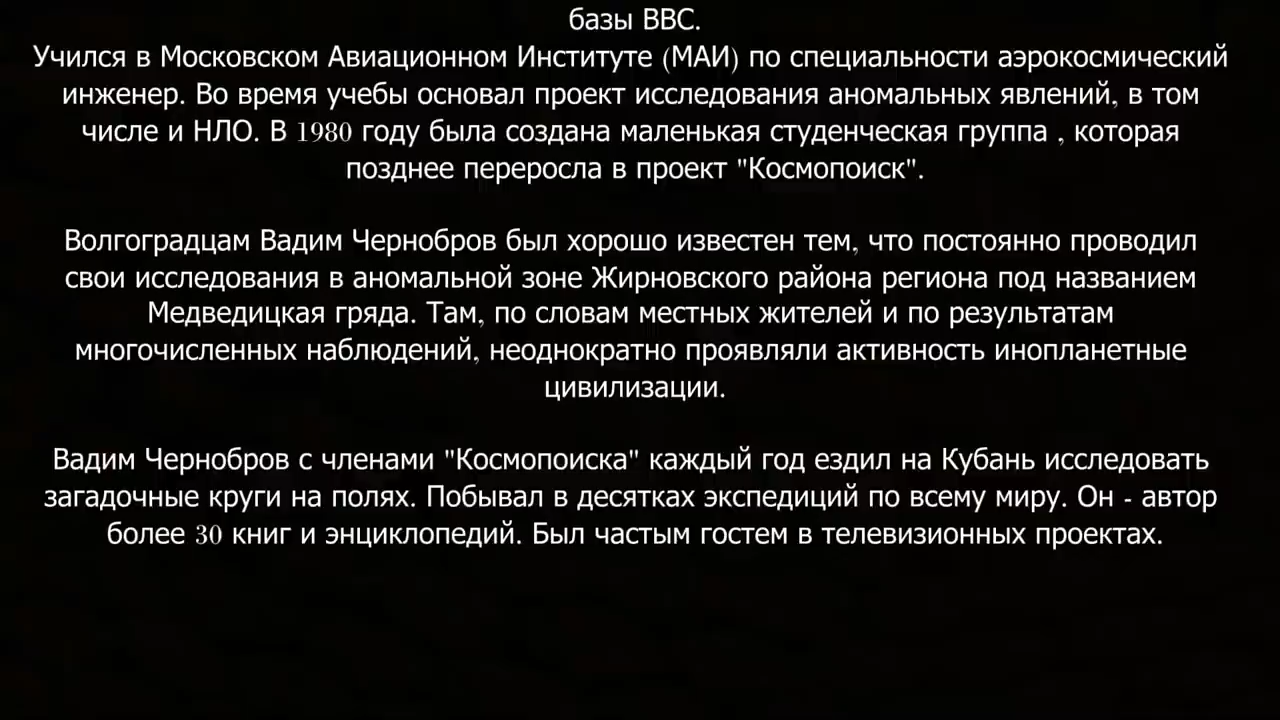 базы ВВС.
Учился в Московском Авиационном Институте (МАИ) по специальности аэрокосмический
инженер. Во время учебы основал проект исследования аномальных явлений, в том
числе и НЛО. В 1980 году была создана маленькая студенческая группа , которая
позднее переросла в проект "Космопоиск".
Волгоградцам Вадим Чернобров был хорошо известен тем, что постоянно проводил
свои исследования в аномальной зоне Жирновского района региона под названием
Медведицкая гряда. Там, по словам местных жителей и по результатам
многочисленных наблюдений, неоднократно проявляли активность инопланетные
цивилизации.
Вадим Чернобров с членами "Космопоиска" каждый год ездил на Кубань исследовать
загадочные круги на полях. Побывал в десятках экспедиций по всему миру. Он - автор
более 30 книг и энциклопедий. Был частым гостем в телевизионных проектах.